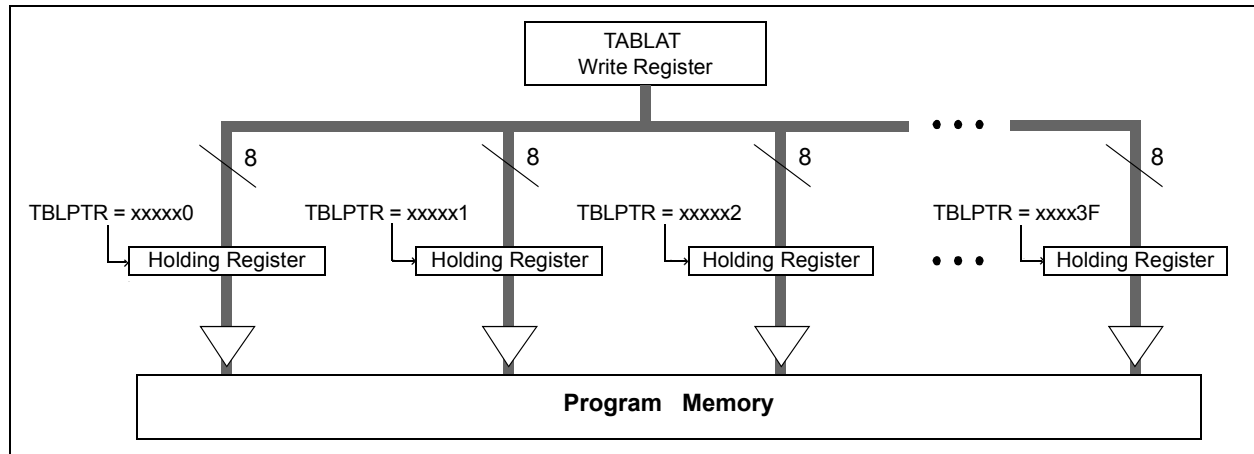 TABLAT
Write Register
8
8
8
8
TBLPTR = xxxxx0
TBLPTR = xxxxx1
TBLPTR = xxxxx2
TBLPTR = xxxx3F
Holding Register
Holding Register
Holding Register
Holding Register
Program Memory